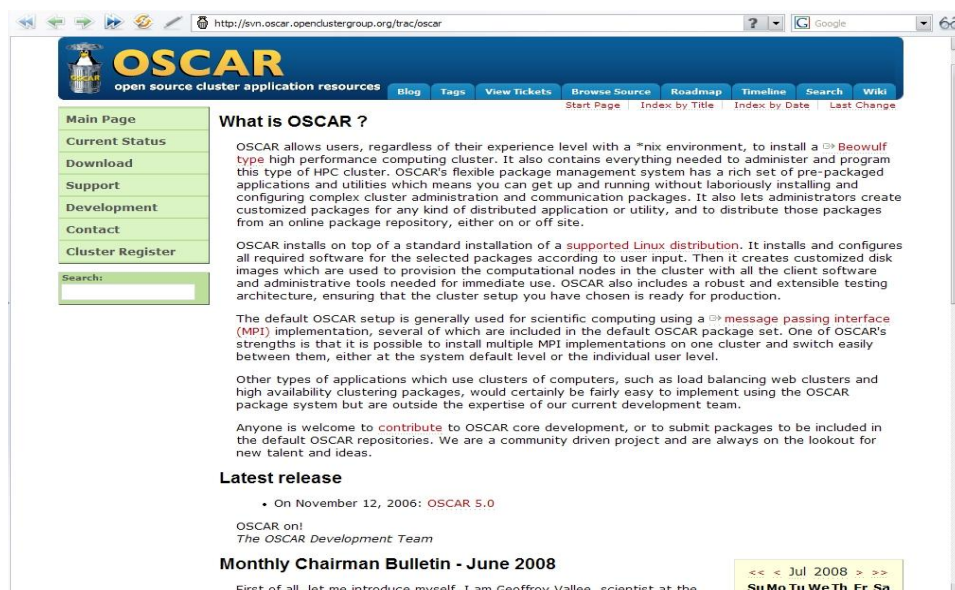 http://svn.oscar.openclustergroup.org/trac/oscar
?
G Google
OSCAR
open source cluster application resources
Blog Tags View Tickets Browse Source Roadmap Timeline Search Wiki
Start Page Index by Title Index by Date Last Change
Main Page
Current Status
Download
Support
Development
Contact
Cluster Register
Search:
What is OSCAR ?
OSCAR allows users, regardless of their experience level with a *nix environment, to install a Beowulf
type high performance computing cluster. It also contains everything needed to administer and program
this type of HPC cluster. OSCAR's flexible package management system has a rich set of pre-packaged
applications and utilities which means you can get up and running without laboriously installing and
configuring complex cluster administration and communication packages. It also lets administrators create
customized packages for any kind of distributed application or utility, and to distribute those packages
from an online package repository, either on or off site.
OSCAR installs on top of a standard installation of a supported Linux distribution. It installs and configures
all required software for the selected packages according to user input. Then it creates customized disk
images which are used to provision the computational nodes in the cluster with all the client software
and administrative tools needed for immediate use. OSCAR also includes a robust and extensible testing
architecture, ensuring that the cluster setup you have chosen is ready for production.
The default OSCAR setup is generally used for scientific computing using a message passing interface
(MPI) implementation, several of which are included in the default OSCAR package set. One of OSCAR's
strengths is that it is possible to install multiple MPI implementations on one cluster and switch easily
between them, either at the system default level or the individual user level.
Other types of applications which use clusters of computers, such as load balancing web clusters and
high availability clustering packages, would certainly be fairly easy to implement using the OSCAR
package system but are outside the expertise of our current development team.
Anyone is welcome to contribute to OSCAR core development, or to submit packages to be included in
the default OSCAR repositories. We are a community driven project and are always on the lookout for
new talent and ideas.
Latest release
• On November 12, 2006: OSCAR 5.0
OSCAR on!
The OSCAR Development Team
Monthly Chairman Bulletin - June 2008
First of all, let me introduce myself. I am Geoffroy Vallee, scientist at the
<< < Jul 2008 > >>
Su Mo Tu We Th Fr Sa